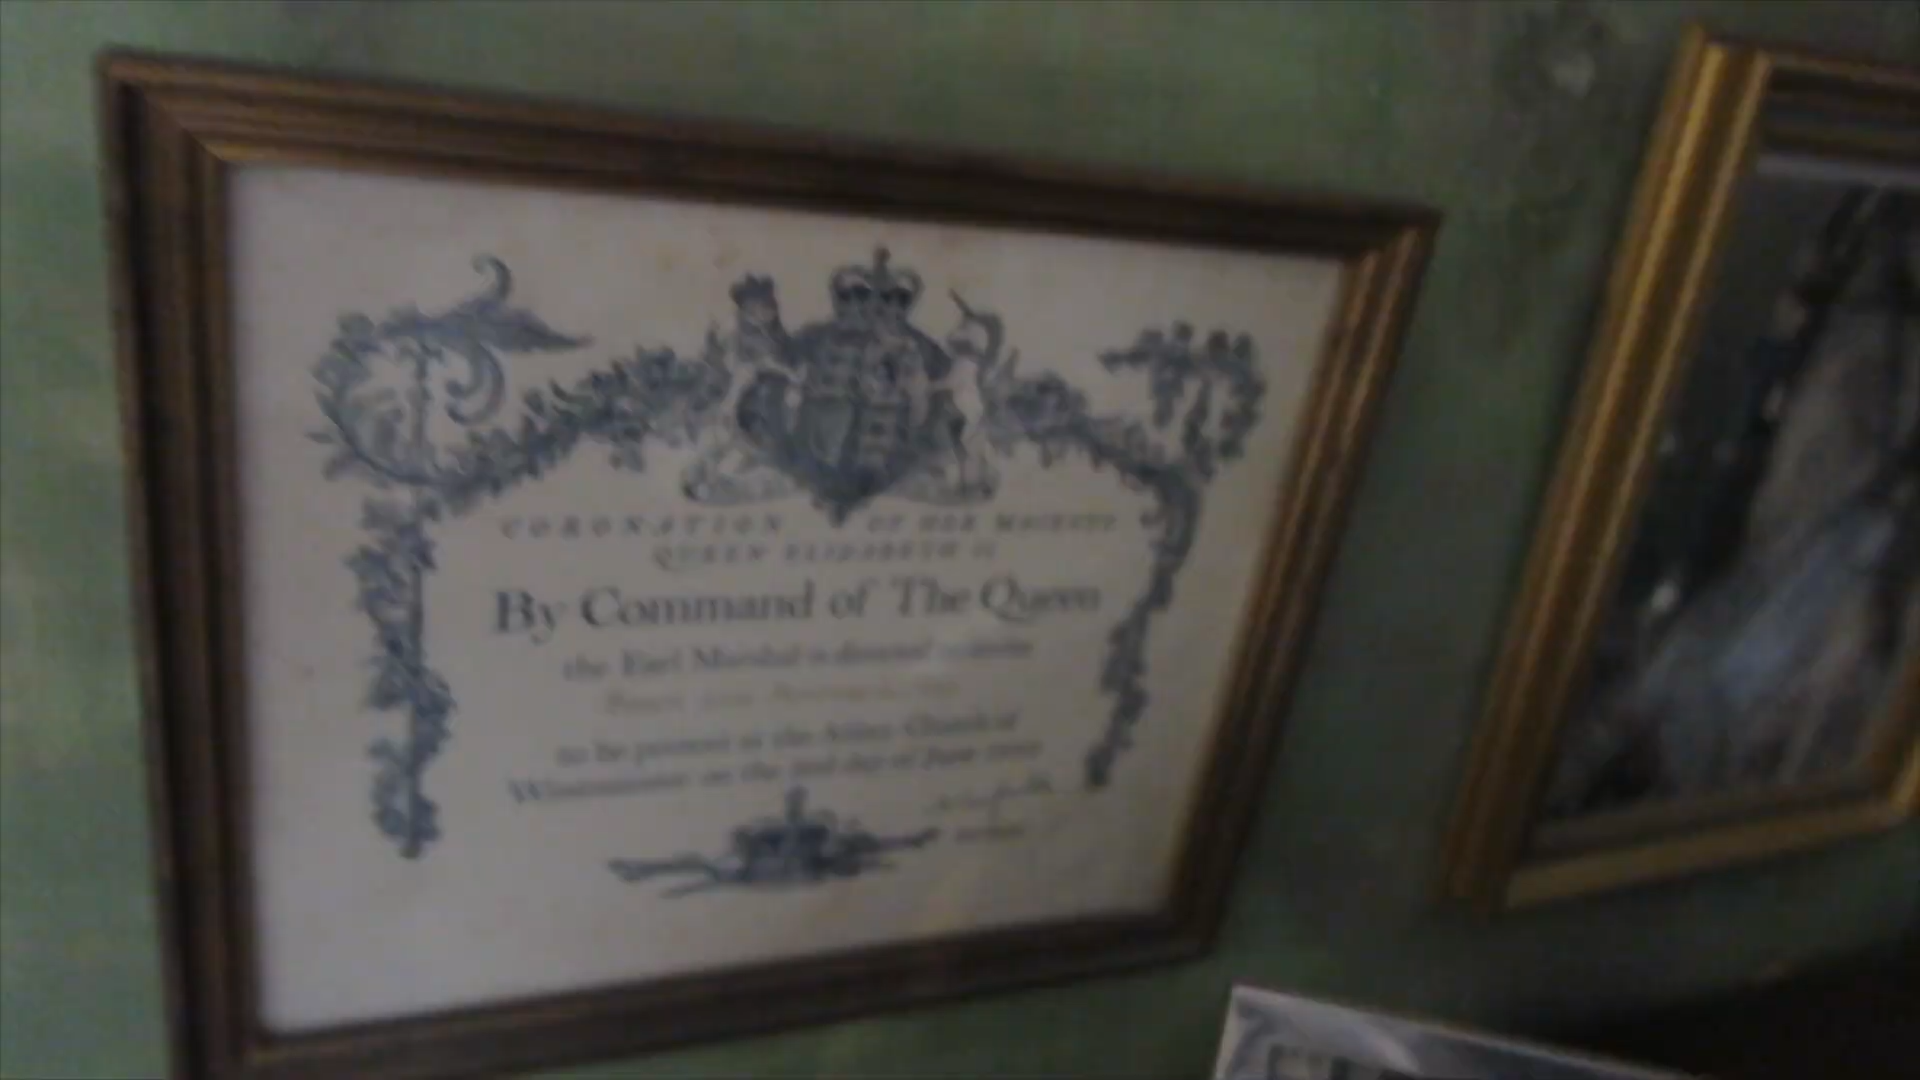 CORONATION OF HER MAJESTY
QUEEN ELIZABETH II
By Command of The Queen
the Earl Marshal is directed to invite
to be present at the Abbey Church of
Westminster on the 2nd day of June 1953